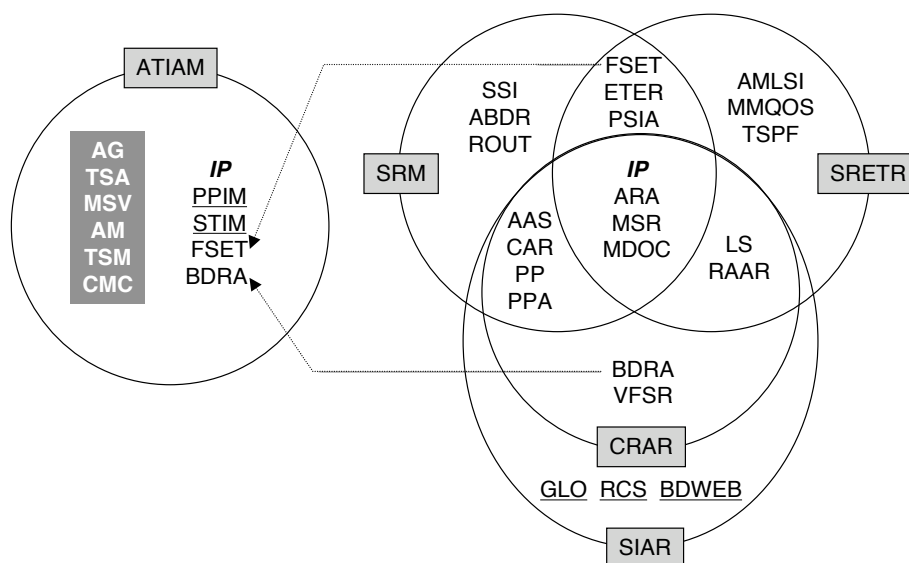 ATIAM
AG
TSA
MSV
AM
TSM
CMC
IP
PPIM
STIM
FSET
BDRA
SRM
SSI
ABDR
ROUT
FSET
ETER
PSIA
AMLSI
MMQOS
TSPF
SRETR
IP
ARA
MSR
MDOC
AAS
CAR
PP
PPA
LS
RAAR
BDRA
VFSR
CRAR
GLO RCS BDWEB
SIAR